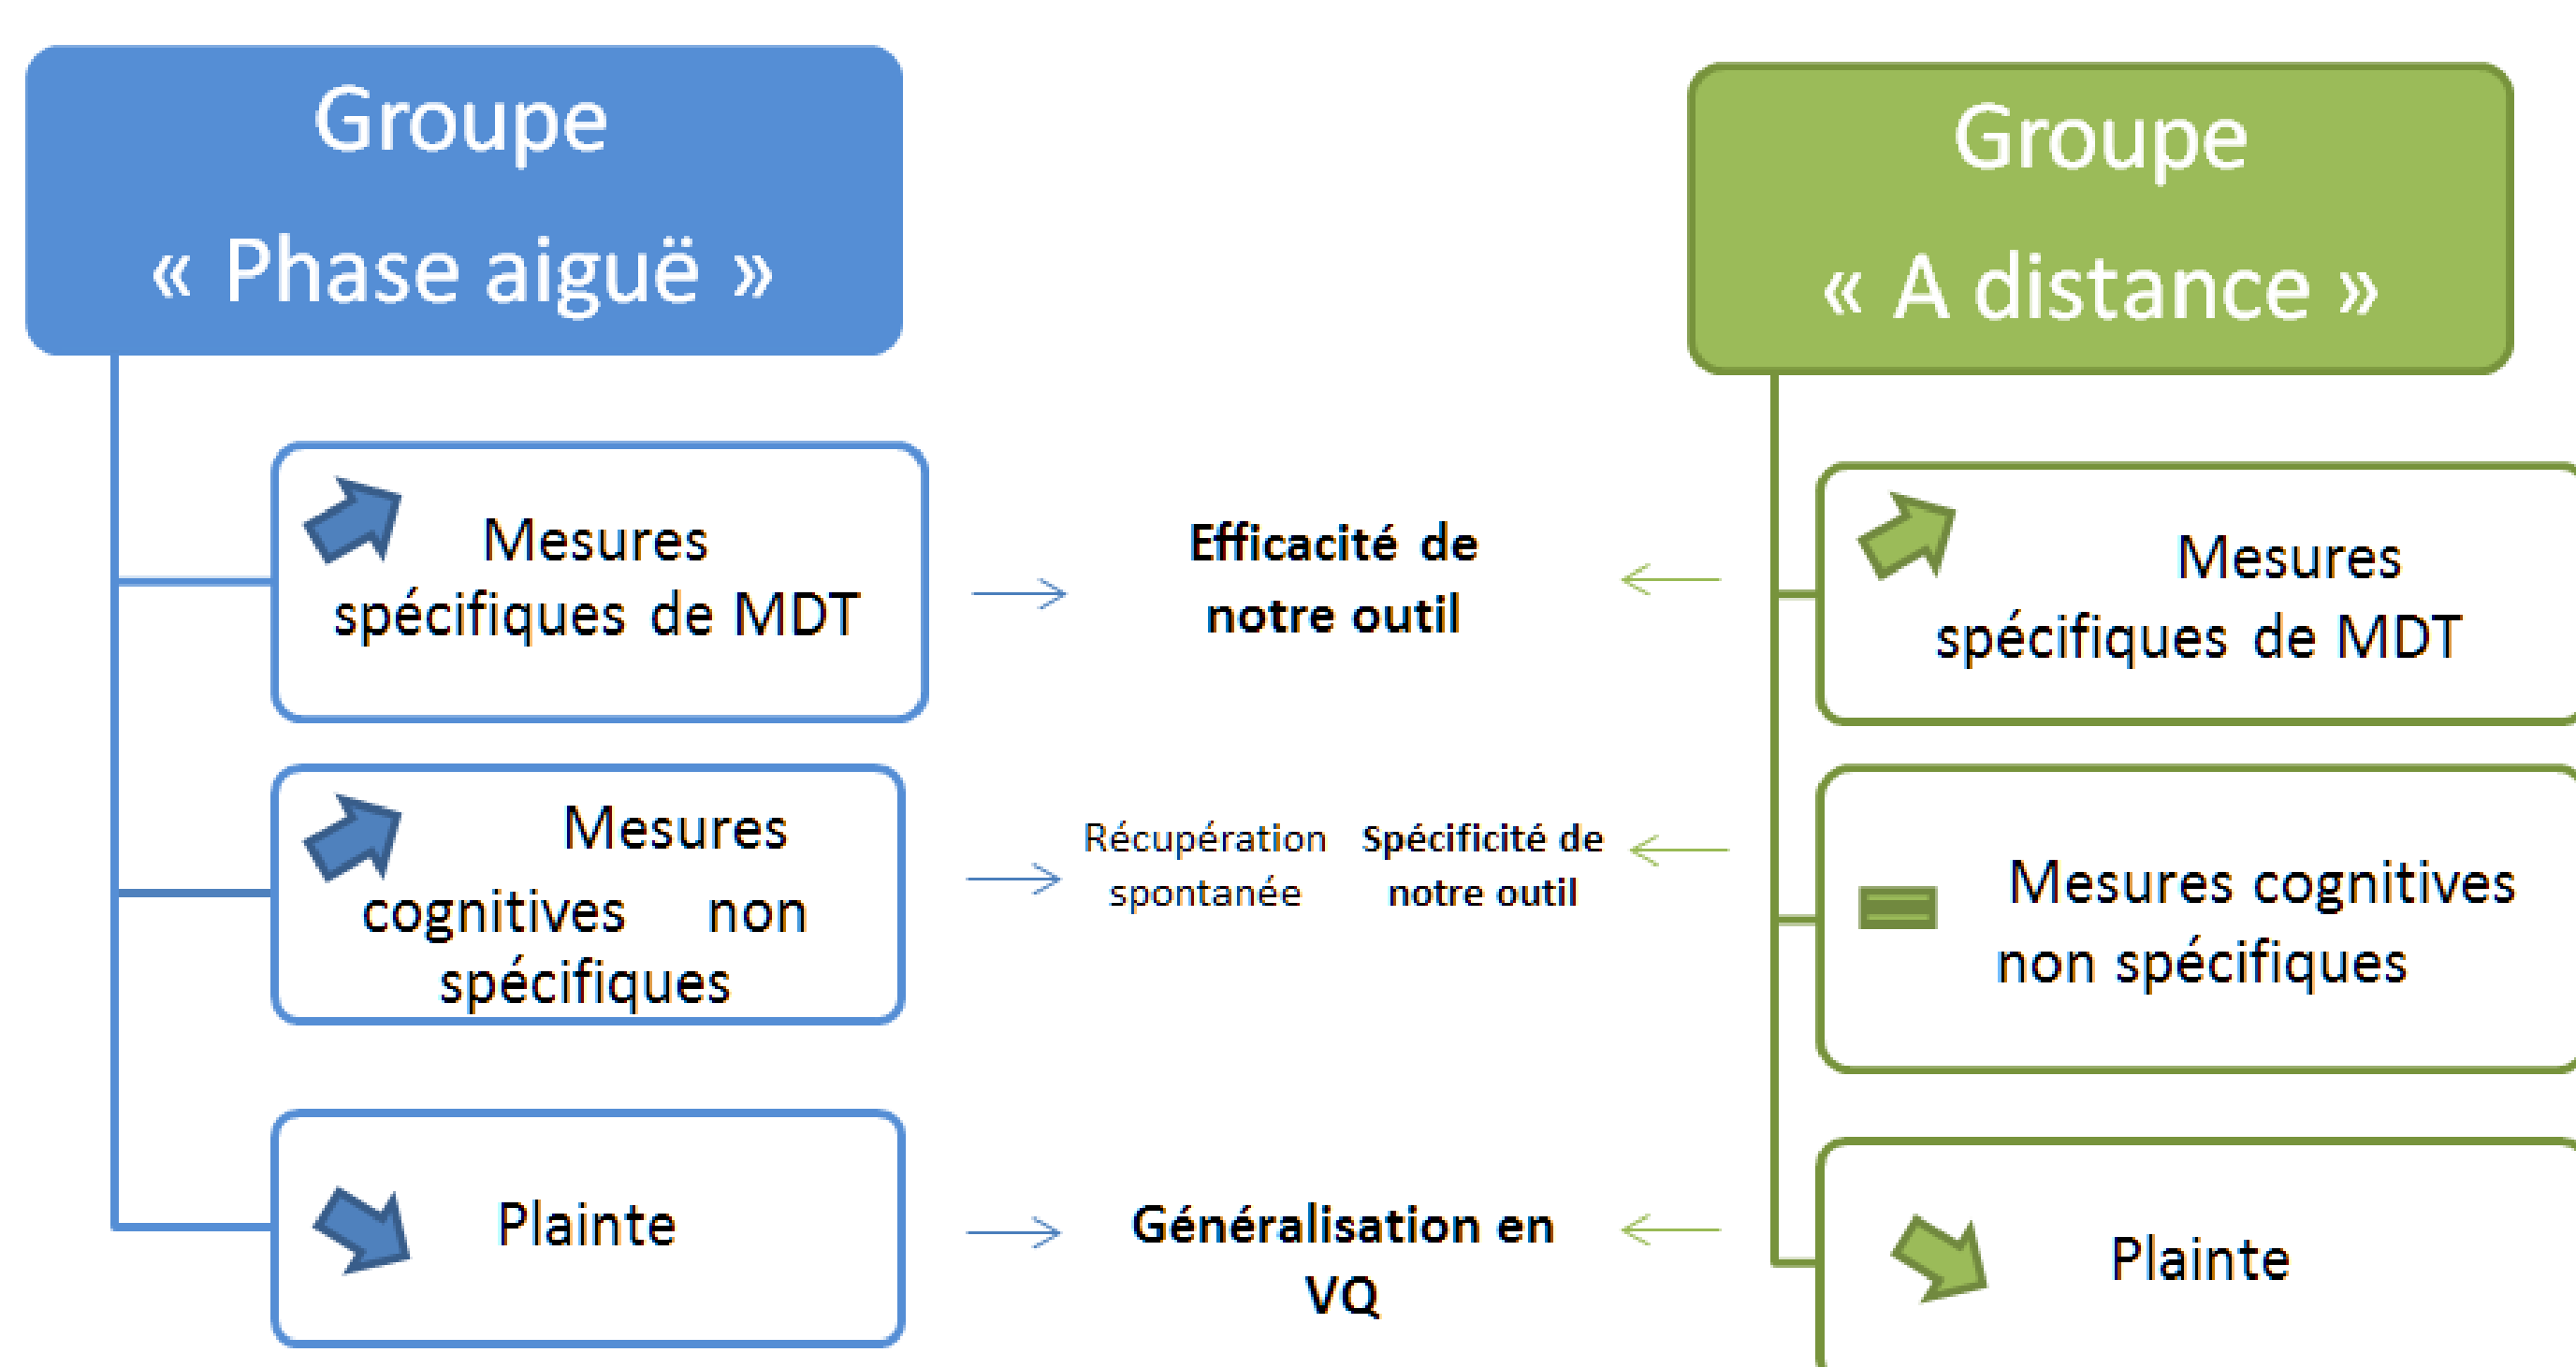 Groupe
« Phase aiguë »
Mesures
spécifiques de MDT
Mesures
cognitives non
spécifiques
Plainte
Efficacité de
notre outil
Récupération
spontanée
Spécificité de
notre outil
Généralisation en
VQ
Groupe
« A distance »
Mesures
spécifiques de MDT
Mesures cognitives
non spécifiques
Plainte